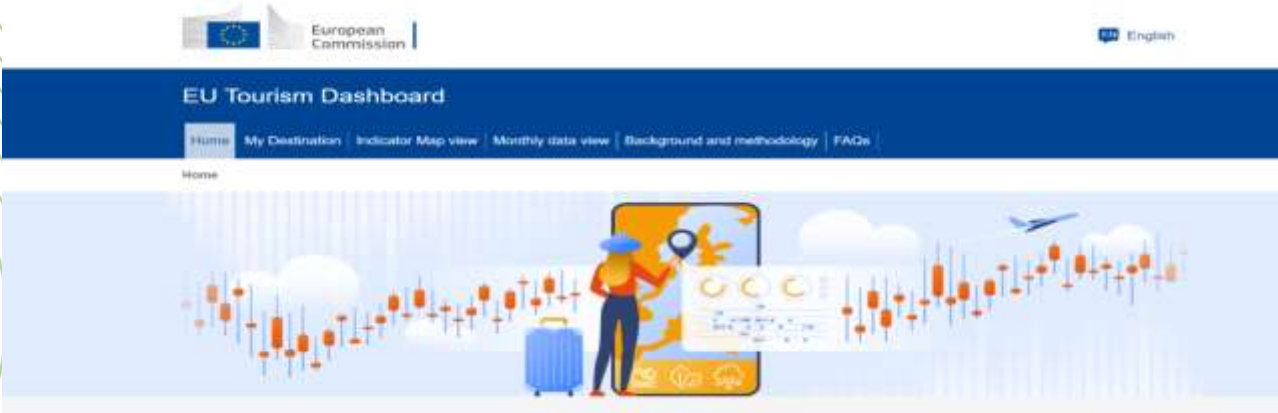 European
Commission
EN English
EU Tourism Dashboard
Home My Destination Indicator Map view Monthly data view Background and methodology FAQs
Home